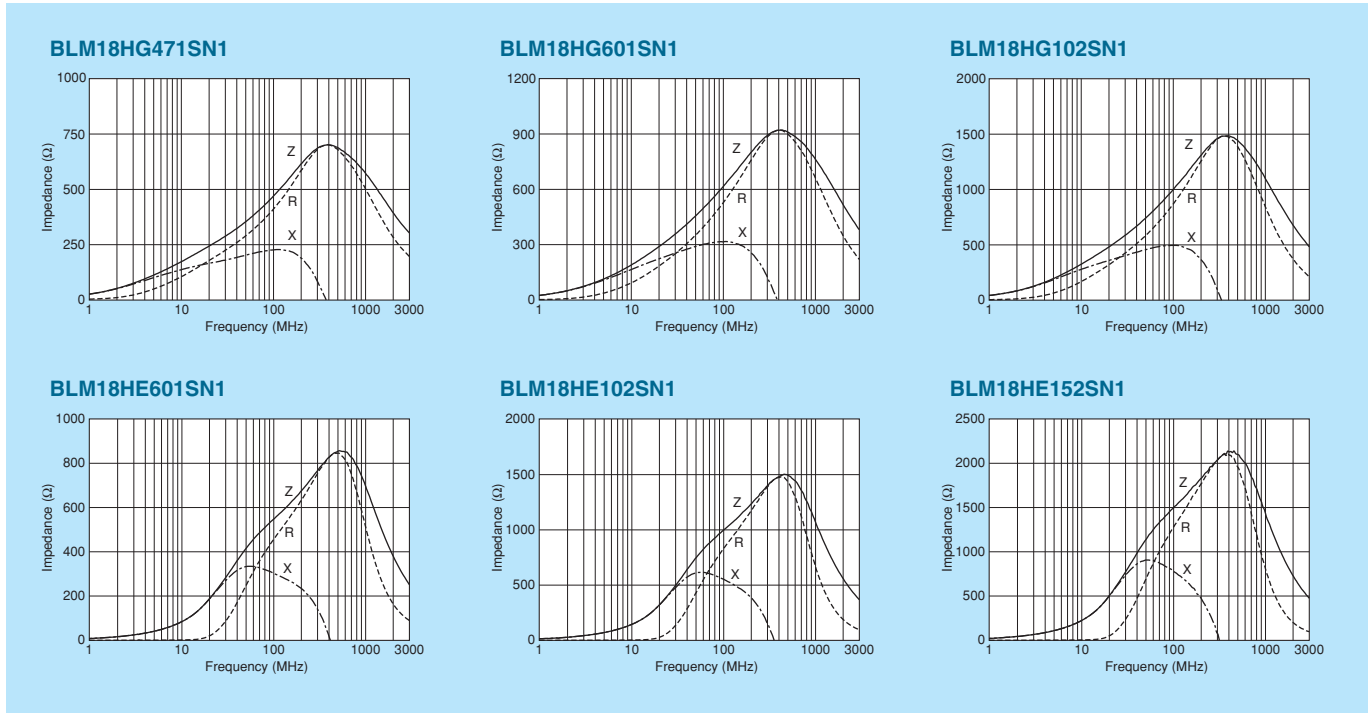 BLM18HG471SN1
Impedance (Ω)
1000
750
500
250
0
Z
R
X
1 10 100 1000 3000
Frequency (MHz)
BLM18HG601SN1
Impedance (Ω)
1200
900
600
300
0
Z
R
X
1 10 100 1000 3000
Frequency (MHz)
BLM18HG102SN1
Impedance (Ω)
2000
1500
1000
500
0
Z
R
X
1 10 100 1000 3000
Frequency (MHz)
BLM18HE601SN1
Impedance (Ω)
1000
800
600
400
200
0
Z
R
X
1 10 100 1000 3000
Frequency (MHz)
BLM18HE102SN1
Impedance (Ω)
2000
1500
1000
500
0
Z
R
X
1 10 100 1000 3000
Frequency (MHz)
BLM18HE152SN1
Impedance (Ω)
2500
2000
1500
1000
500
0
Z
R
X
1 10 100 1000 3000
Frequency (MHz)